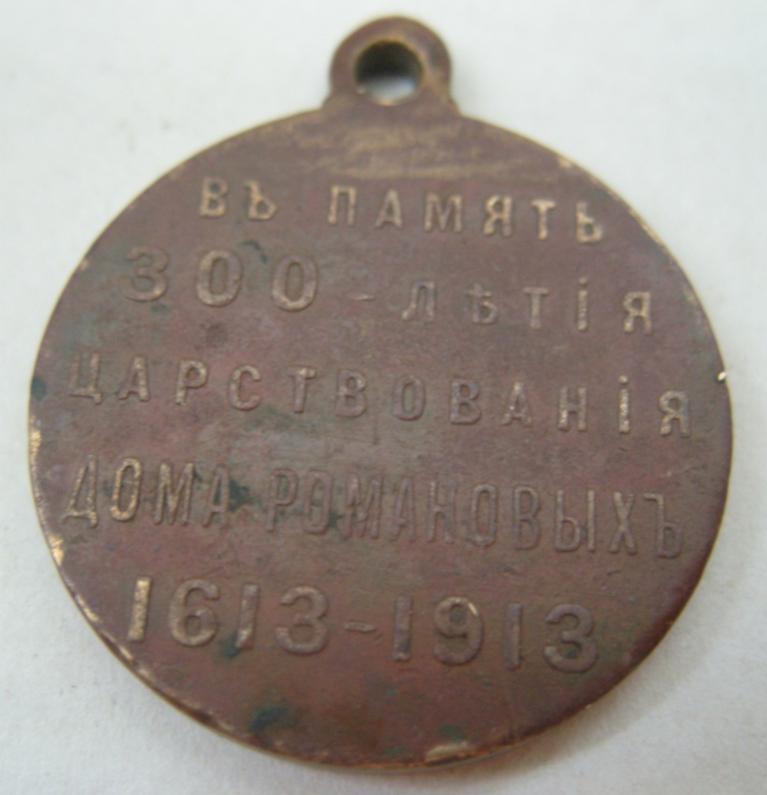 ВЪ ПАМЯТЬ
300-лѣтія
ЦАРСТВОВАНІЯ
ДОМА РОМАНОВЫХЪ
1613-1913